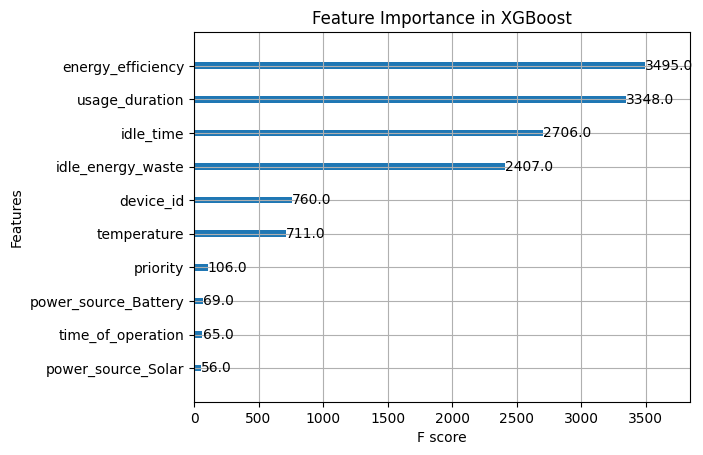 Feature Importance in XGBoost
energy_efficiency 3495.0
usage_duration 3348.0
idle_time 2706.0
idle_energy_waste 2407.0
device_id 760.0
temperature 711.0
priority 106.0
power_source_Battery 69.0
time_of_operation 65.0
power_source_Solar 56.0
0 500 1000 1500 2000 2500 3000 3500
F score
Features